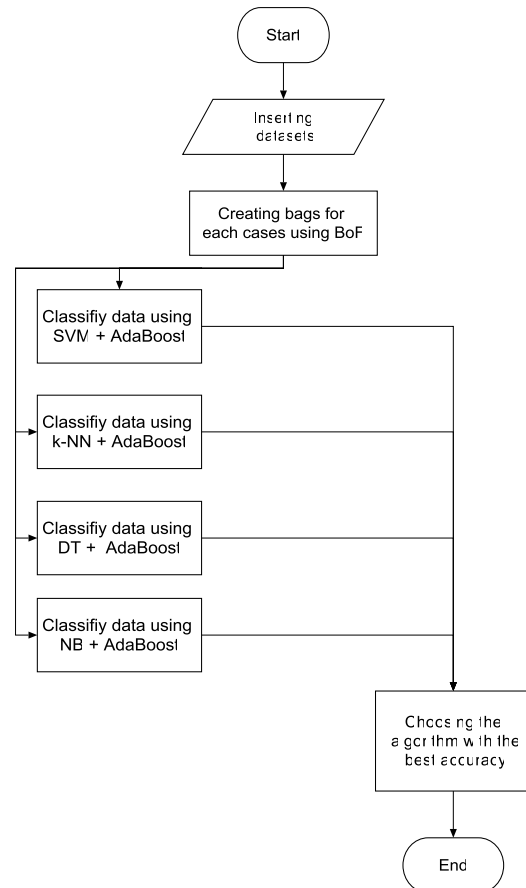 Start
Inserting
datasets
Creating bags for
each cases using BoF
Classifiy data using
SVM + AdaBoost
Classifiy data using
k-NN + AdaBoost
Classifiy data using
DT + AdaBoost
Classifiy data using
NB + AdaBoost
Choosing the
algorithm with the
best accuracy
End